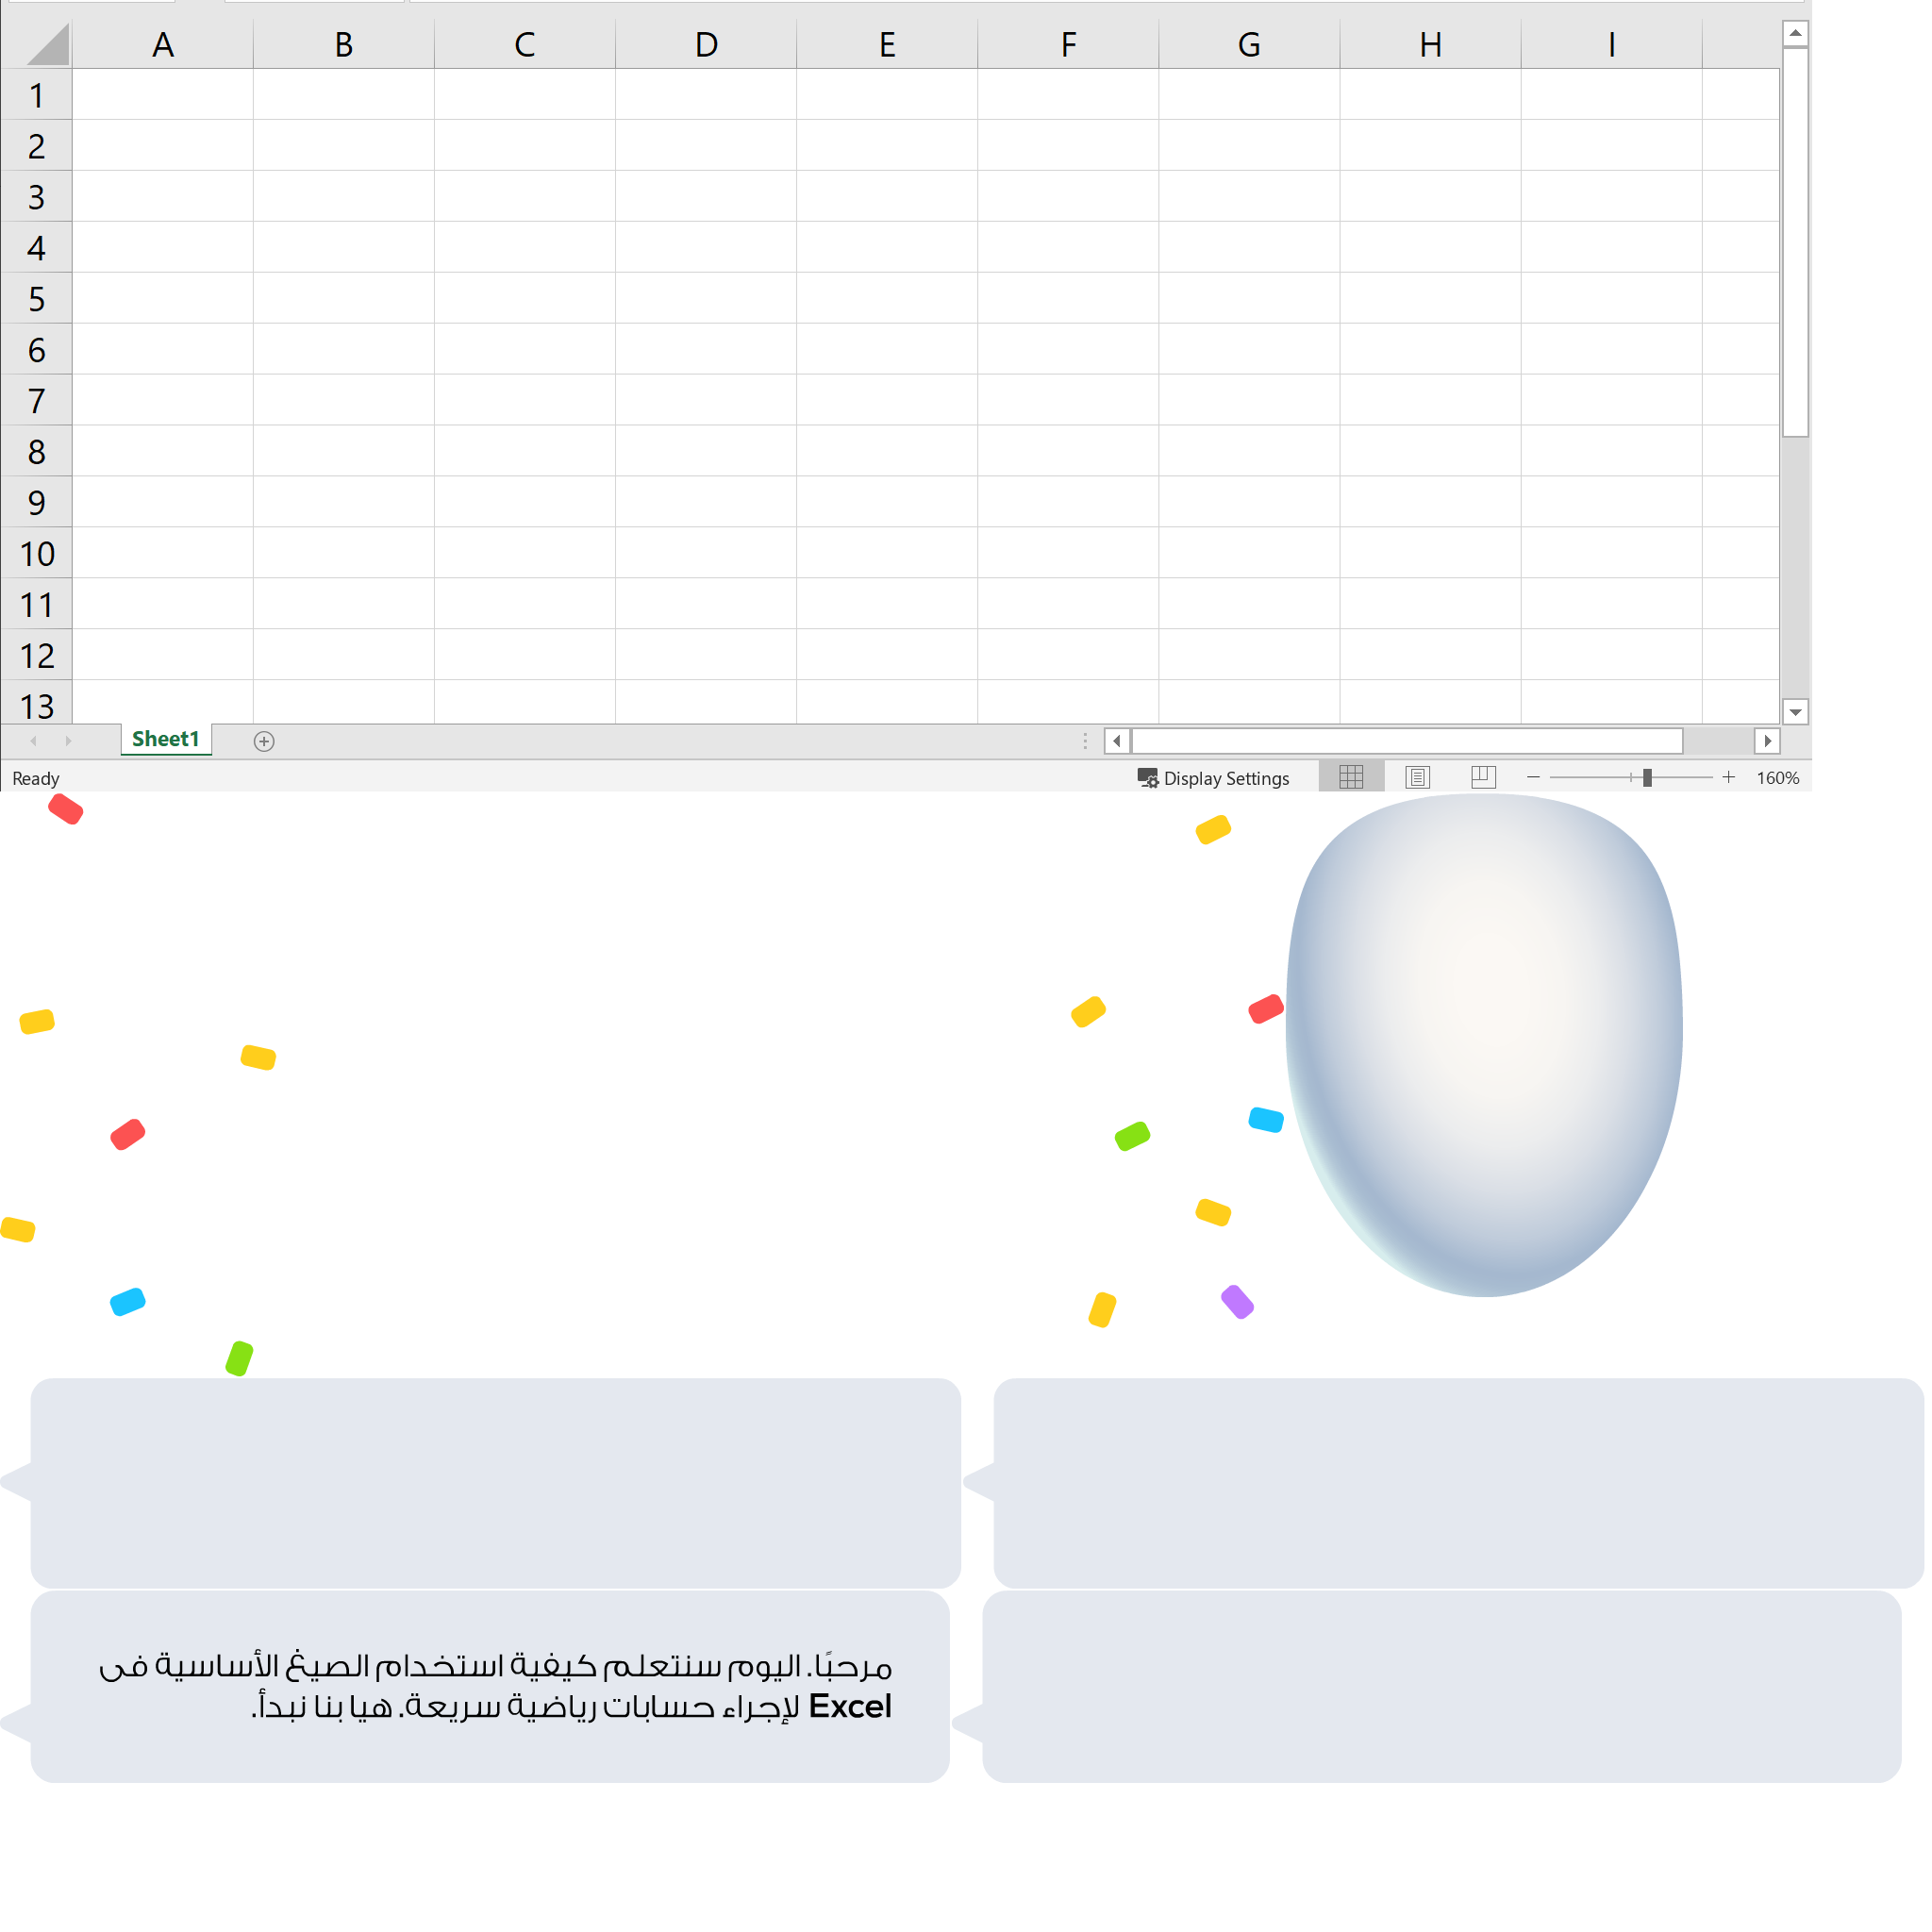 A B C D E F G H I
1
2
3
4
5
6
7
8
9
10
11
12
13
Sheet1
Ready Display Settings 160%
مرحبًا. اليوم سنتعلم كيفية استخدام الصيغ الأساسية في
Excel لإجراء حسابات رياضية سريعة. هيا بنا نبدأ.